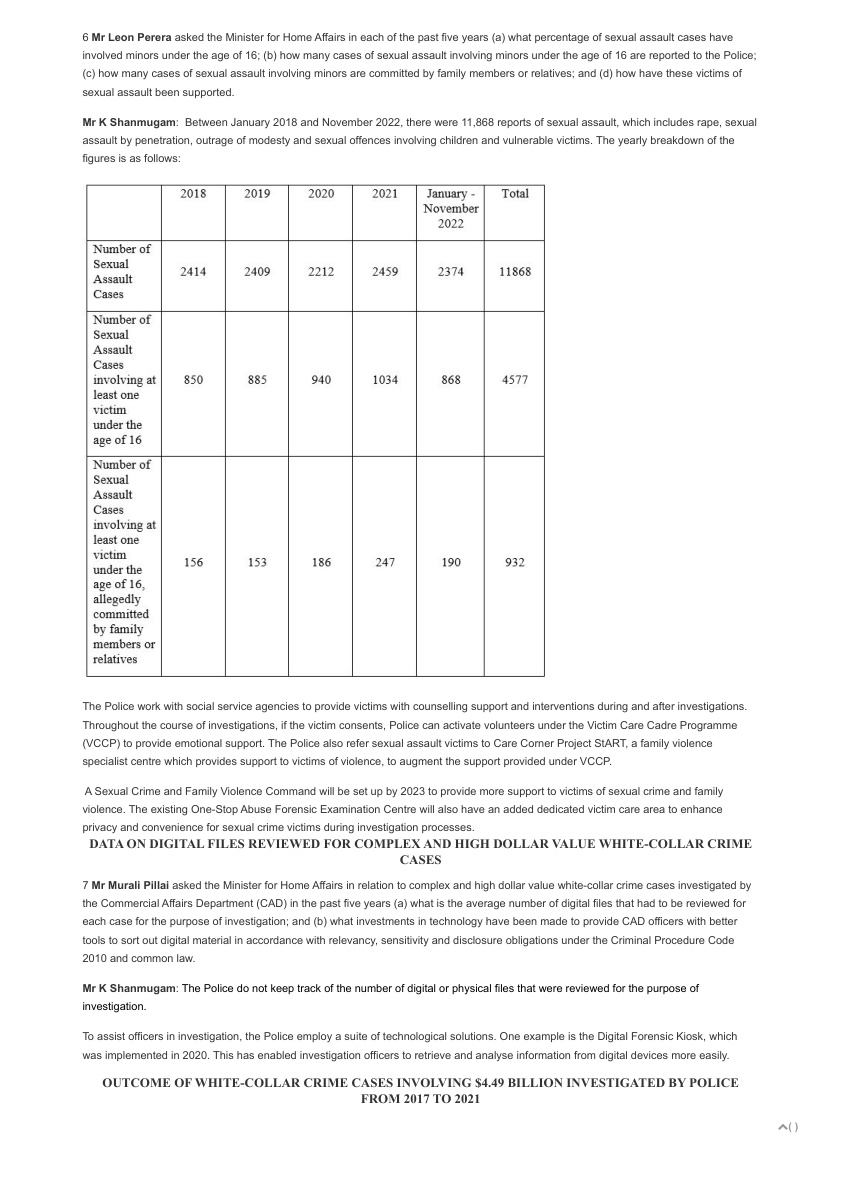 6 Mr Leon Perera asked the Minister for Home Affairs in each of the past five years (a) what percentage of sexual assault cases have
involved minors under the age of 16; (b) how many cases of sexual assault involving minors under the age of 16 are reported to the Police;
(c) how many cases of sexual assault involving minors are committed by family members or relatives; and (d) how have these victims of
sexual assault been supported.
Mr K Shanmugam: Between January 2018 and November 2022, there were 11,868 reports of sexual assault, which includes rape, sexual
assault by penetration, outrage of modesty and sexual offences involving children and vulnerable victims. The yearly breakdown of the
figures is as follows:
2018 2019 2020 2021 January -
November
2022 Total
Number of
Sexual
Assault
Cases
2414 2409 2212 2459 2374 11868
Number of
Sexual
Assault
Cases
involving at
least one
victim
under the
age of 16
850 885 940 1034 868 4577
Number of
Sexual
Assault
Cases
involving at
least one
victim
under the
age of 16,
allegedly
committed
by family
members or
relatives
156 153 186 247 190 932
The Police work with social service agencies to provide victims with counselling support and interventions during and after investigations.
Throughout the course of investigations, if the victim consents, Police can activate volunteers under the Victim Care Cadre Programme
(VCCP) to provide emotional support. The Police also refer sexual assault victims to Care Corner Project StART, a family violence
specialist centre which provides support to victims of violence, to augment the support provided under VCCP.
A Sexual Crime and Family Violence Command will be set up by 2023 to provide more support to victims of sexual crime and family
violence. The existing One-Stop Abuse Forensic Examination Centre will also have an added dedicated victim care area to enhance
privacy and convenience for sexual crime victims during investigation processes.
DATA ON DIGITAL FILES REVIEWED FOR COMPLEX AND HIGH DOLLAR VALUE WHITE-COLLAR CRIME
CASES
7 Mr Murali Pillai asked the Minister for Home Affairs in relation to complex and high dollar value white-collar crime cases investigated by
the Commercial Affairs Department (CAD) in the past five years (a) what is the average number of digital files that had to be reviewed for
each case for the purpose of investigation; and (b) what investments in technology have been made to provide CAD officers with better
tools to sort out digital material in accordance with relevancy, sensitivity and disclosure obligations under the Criminal Procedure Code
2010 and common law.
Mr K Shanmugam: The Police do not keep track of the number of digital or physical files that were reviewed for the purpose of
investigation.
To assist officers in investigation, the Police employ a suite of technological solutions. One example is the Digital Forensic Kiosk, which
was implemented in 2020. This has enabled investigation officers to retrieve and analyse information from digital devices more easily.
OUTCOME OF WHITE-COLLAR CRIME CASES INVOLVING $4.49 BILLION INVESTIGATED BY POLICE
FROM 2017 TO 2021
( )